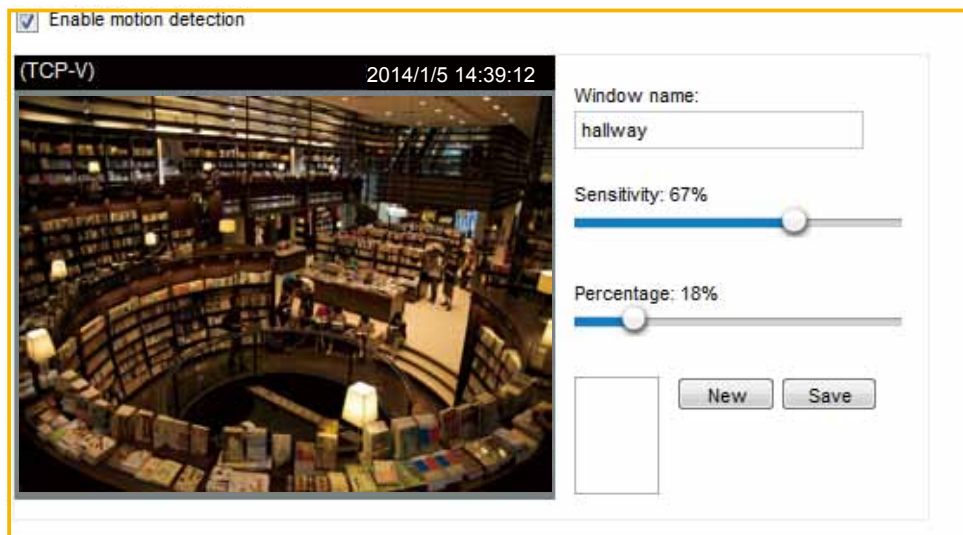 Enable motion detection
(TCP-V) 2014/1/5 14:39:12
Window name:
hallway
Sensitivity: 67%
Percentage: 18%
New Save